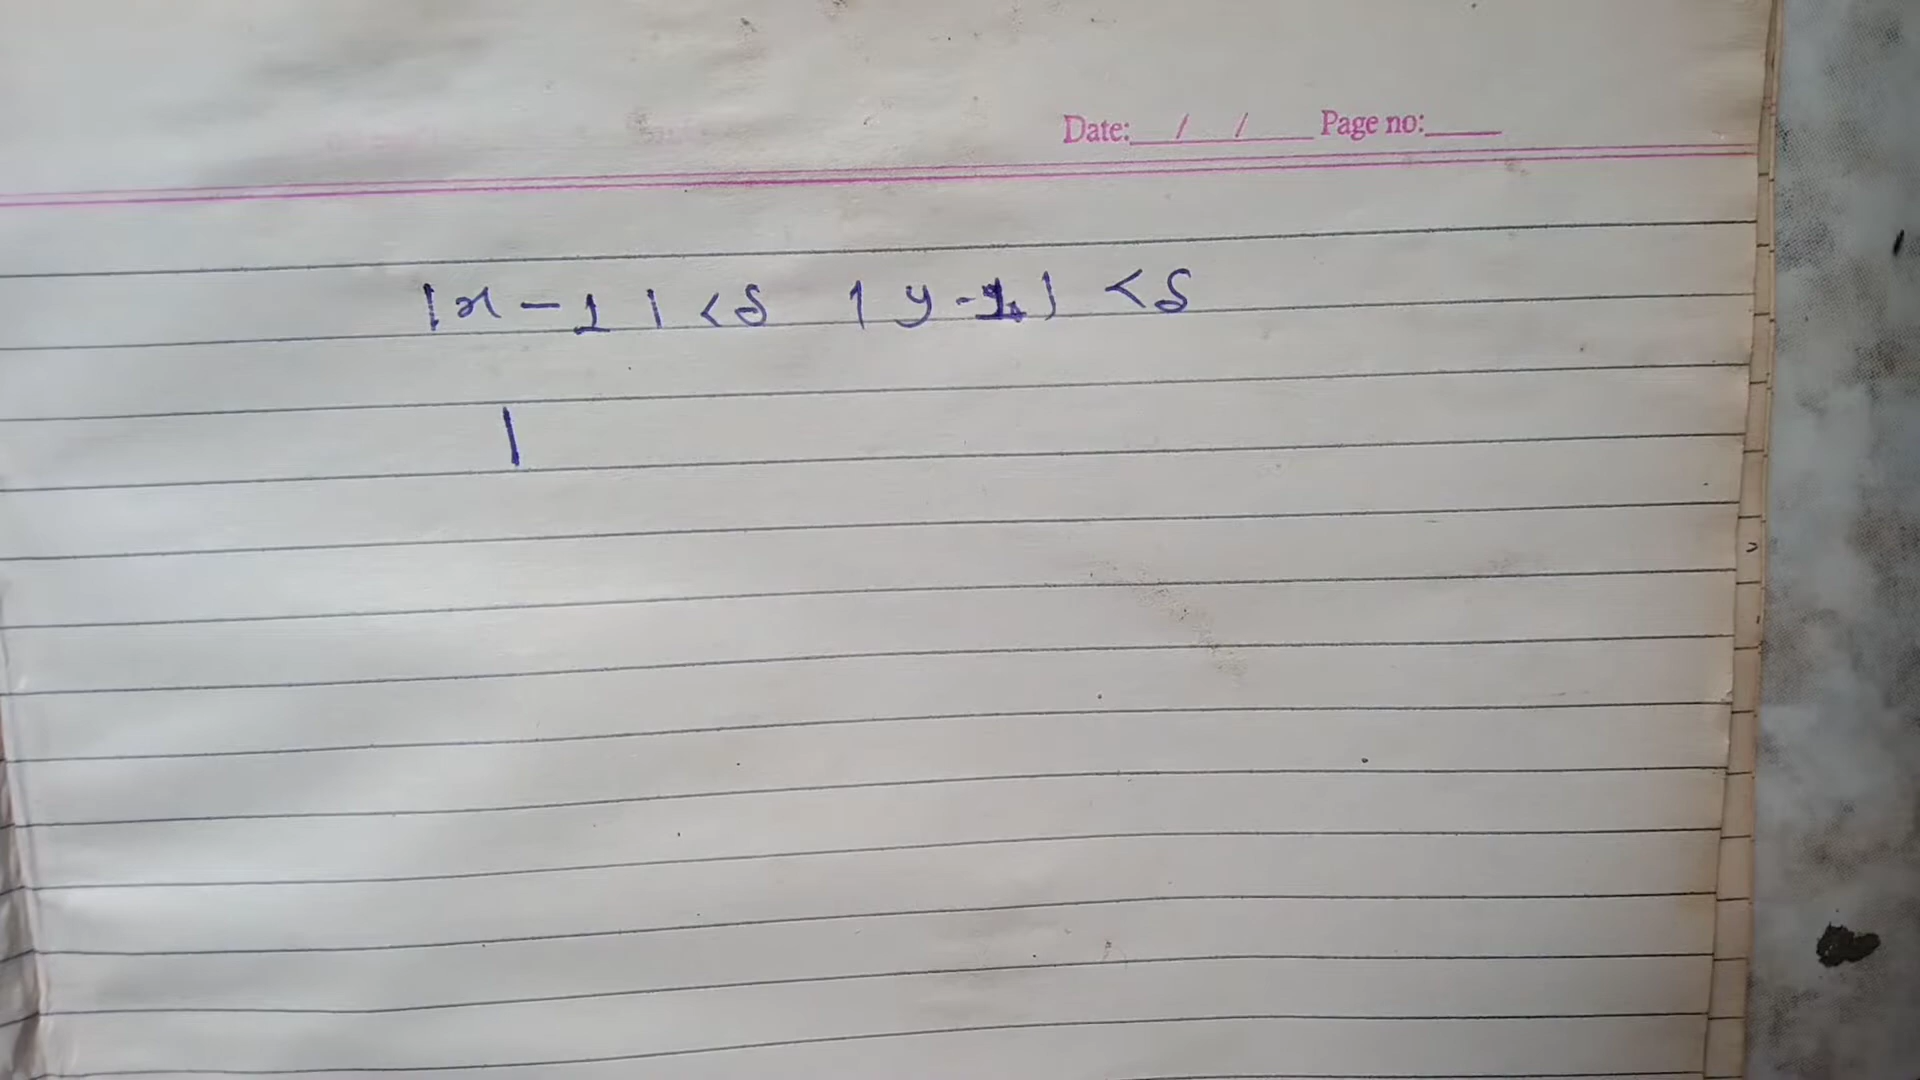 Date: / / Page no:
|x - 1| < δ |y - 1| < δ
|